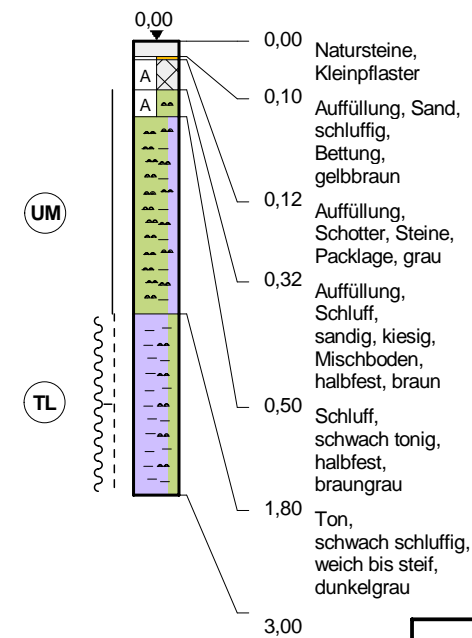 0,00
0,00
Natursteine,
Kleinpflaster
0,10
Auffüllung, Sand,
schluffig,
Bettung,
gelbbraun
0,12
Auffüllung,
Schotter, Steine,
Packlage, grau
0,32
Auffüllung,
Schluff,
sandig, kiesig,
Mischboden,
halbfest, braun
0,50
Schluff,
schwach tonig,
halbfest,
braungrau
1,80
Ton,
schwach schluffig,
weich bis steif,
dunkelgrau
3,00
A
A
UM
TL